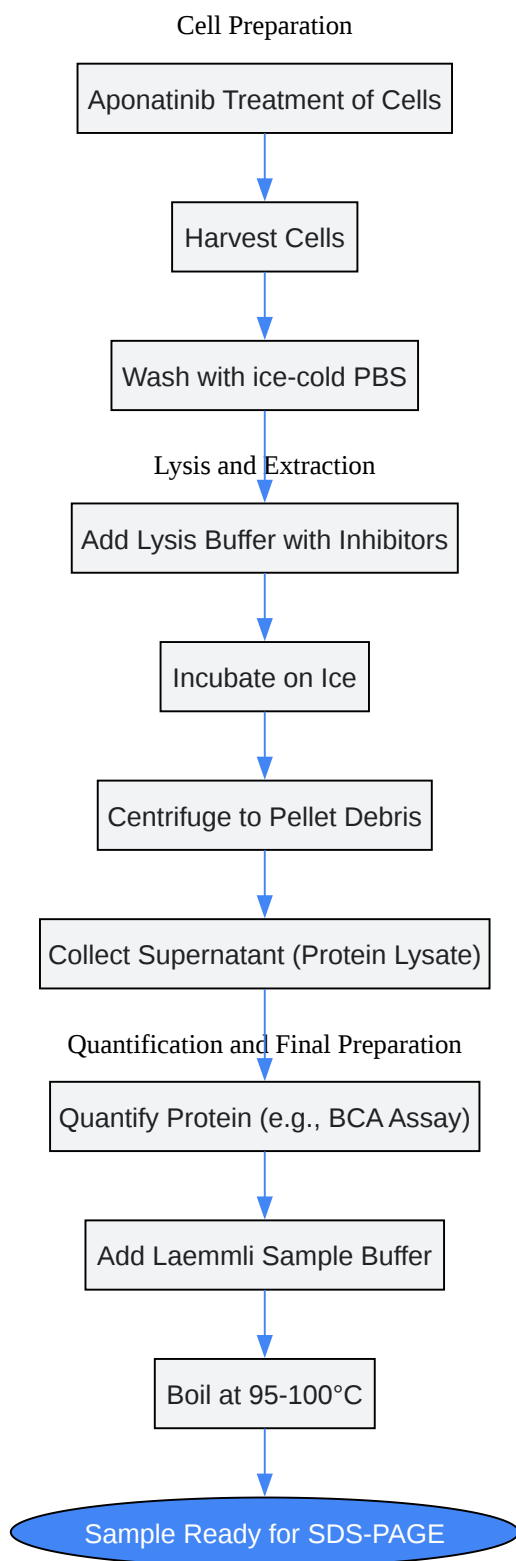 Cell Preparation
Aponatinib Treatment of Cells
Harvest Cells
Wash with ice-cold PBS
Lysis and Extraction
Add Lysis Buffer with Inhibitors
Incubate on Ice
Centrifuge to Pellet Debris
Collect Supernatant (Protein Lysate)
Quantification and Final Preparation
Quantify Protein (e.g., BCA Assay)
Add Laemmli Sample Buffer
Boil at 95-100°C
Sample Ready for SDS-PAGE